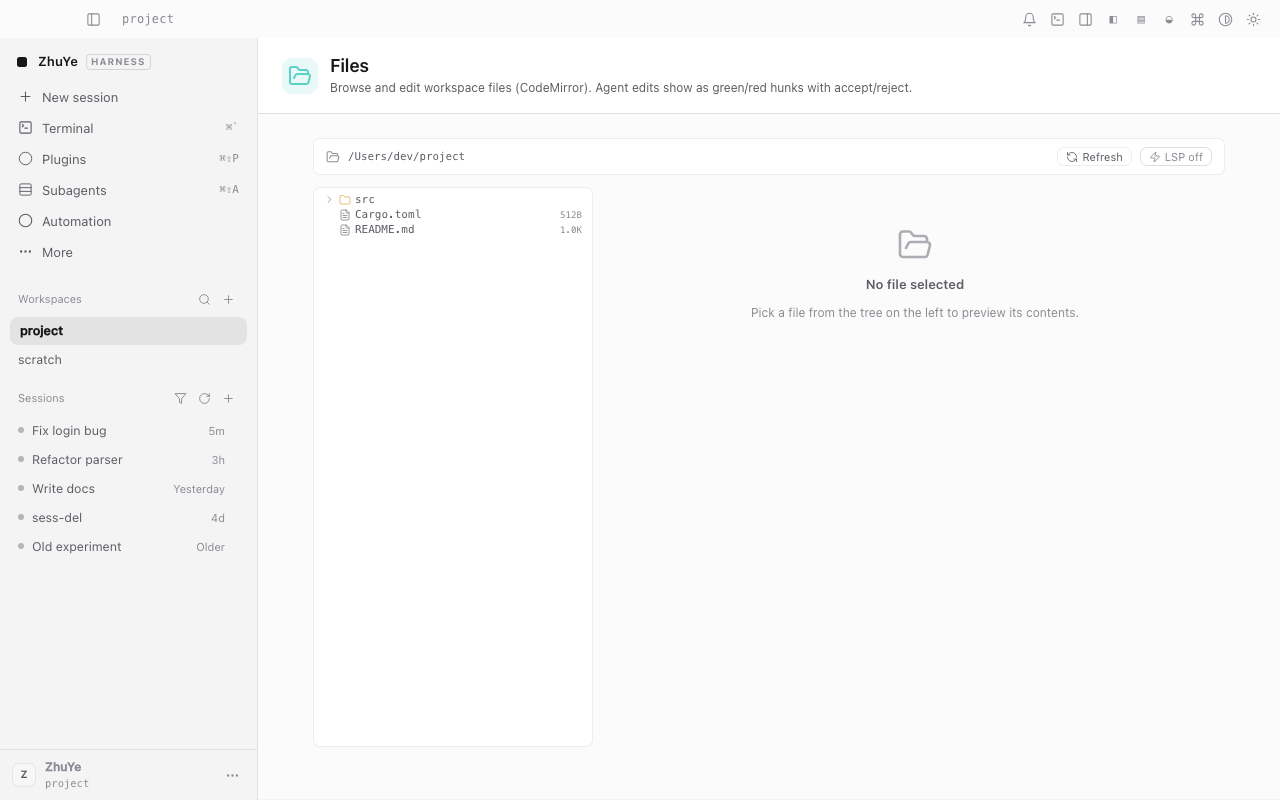 project
ZhuYe HARNESS
New session
Terminal ⌘`
Plugins ⌘⇧P
Subagents ⌘⇧A
Automation
More
Workspaces
project
scratch
Sessions
Fix login bug 5m
Refactor parser 3h
Write docs Yesterday
sess-del 4d
Old experiment Older
Z
ZhuYe
project
Files
Browse and edit workspace files (CodeMirror). Agent edits show as green/red hunks with accept/reject.
/Users/dev/project Refresh LSP off
src
Cargo.toml 512B
README.md 1.0K
No file selected
Pick a file from the tree on the left to preview its contents.